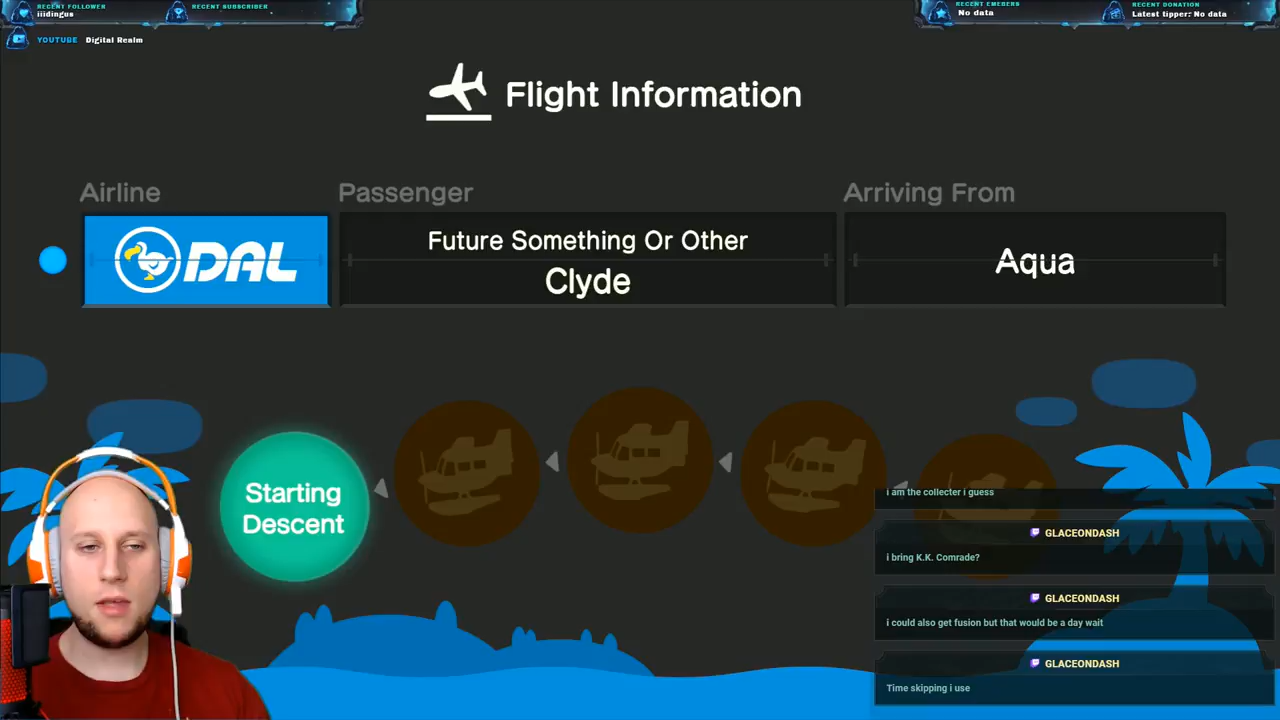 RECENT FOLLOWER
iiidingus
RECENT SUBSCRIBER
RECENT EMEBERS
No data
RECENT DONATION
Latest tipper: No data
YOUTUBE Digital Realm
Flight Information
Airline
Passenger
Arriving From
DAL
Future Something Or Other
Clyde
Aqua
Starting
Descent
i am the collecter i guess
GLACEONDASH
i bring K.K. Comrade?
GLACEONDASH
i could also get fusion but that would be a day wait
GLACEONDASH
Time skipping i use